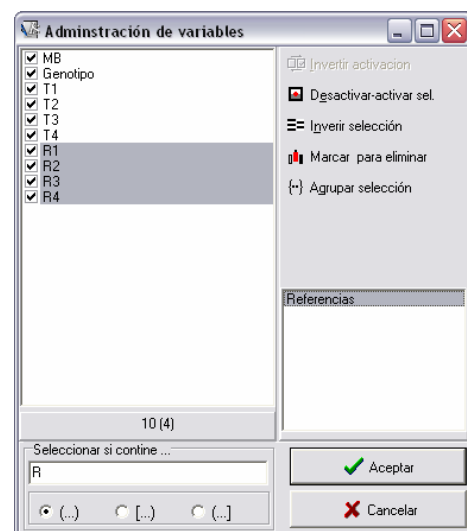 Adminstración de variables
MB
Genotipo
T1
T2
T3
T4
R1
R2
R3
R4
10 (4)
Invertir activacion
Desactivar-activar sel.
Inverir selección
Marcar para eliminar
{··} Agrupar selección
Referencias
Seleccionar si contine ...
R
(...)
[...)
(...]
Aceptar
Cancelar